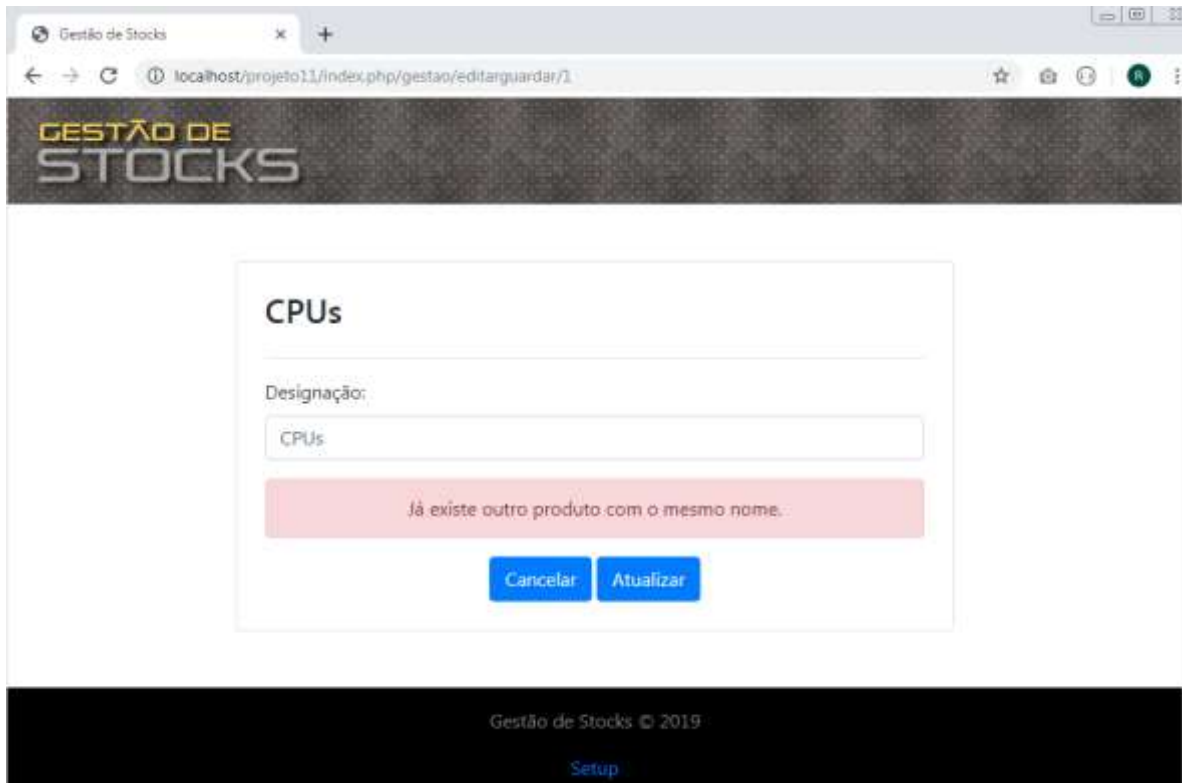 Gestão de Stocks
localhost/projeto11/index.php/gestao/editarguardar/1
R
GESTÃO DE
STOCKS
CPUs
Designação:
CPUs
Já existe outro produto com o mesmo nome.
Cancelar Atualizar
Gestão de Stocks © 2019
Setup